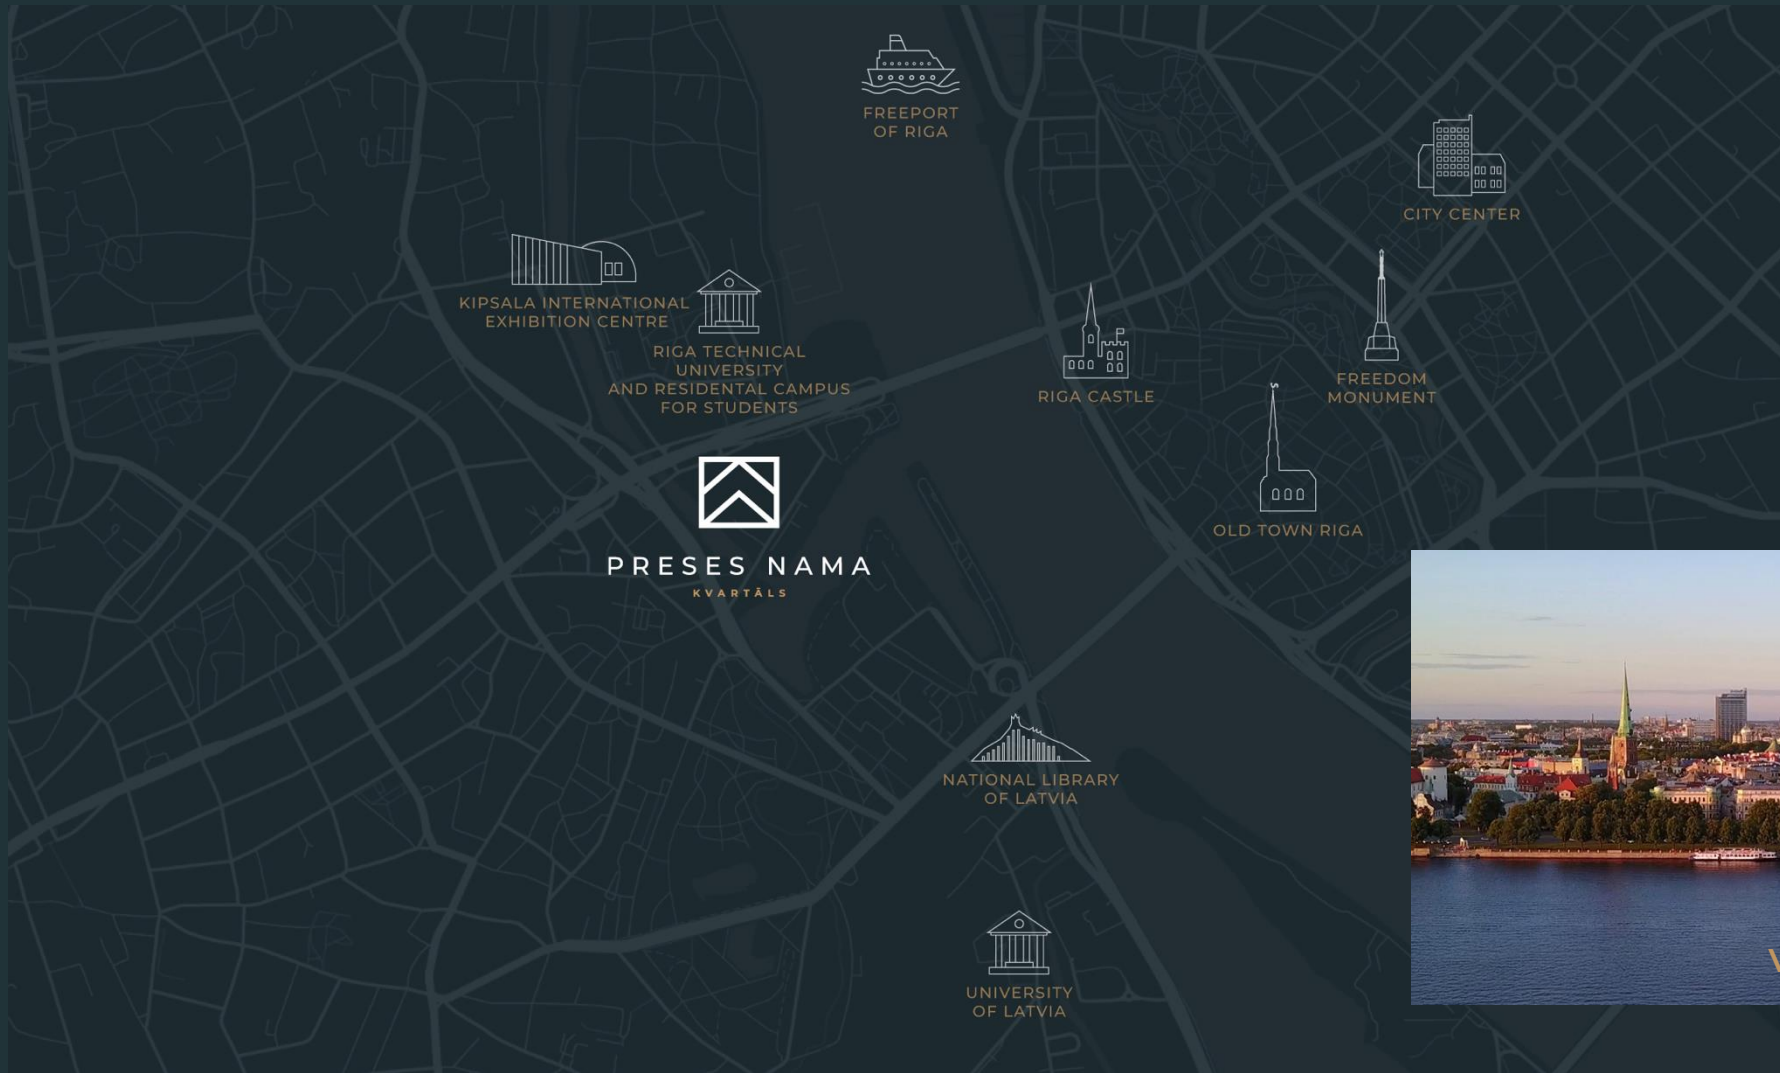 FREEPORT
OF RIGA
CITY CENTER
KIPSALA INTERNATIONAL
EXHIBITION CENTRE
RIGA TECHNICAL
UNIVERSITY
AND RESIDENTAL CAMPUS
FOR STUDENTS
RIGA CASTLE
FREEDOM
MONUMENT
OLD TOWN RIGA
PRESES NAMA
KVARTĀLS
NATIONAL LIBRARY
OF LATVIA
UNIVERSITY
OF LATVIA